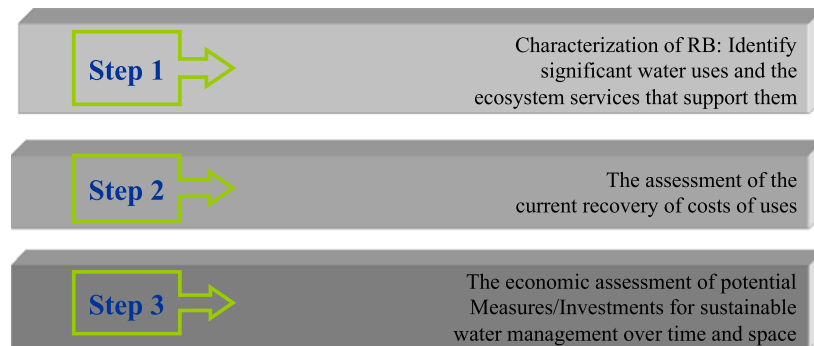 Step 1
Characterization of RB: Identify
significant water uses and the
ecosystem services that support them
Step 2
The assessment of the
current recovery of costs of uses
Step 3
The economic assessment of potential
Measures/Investments for sustainable
water management over time and space